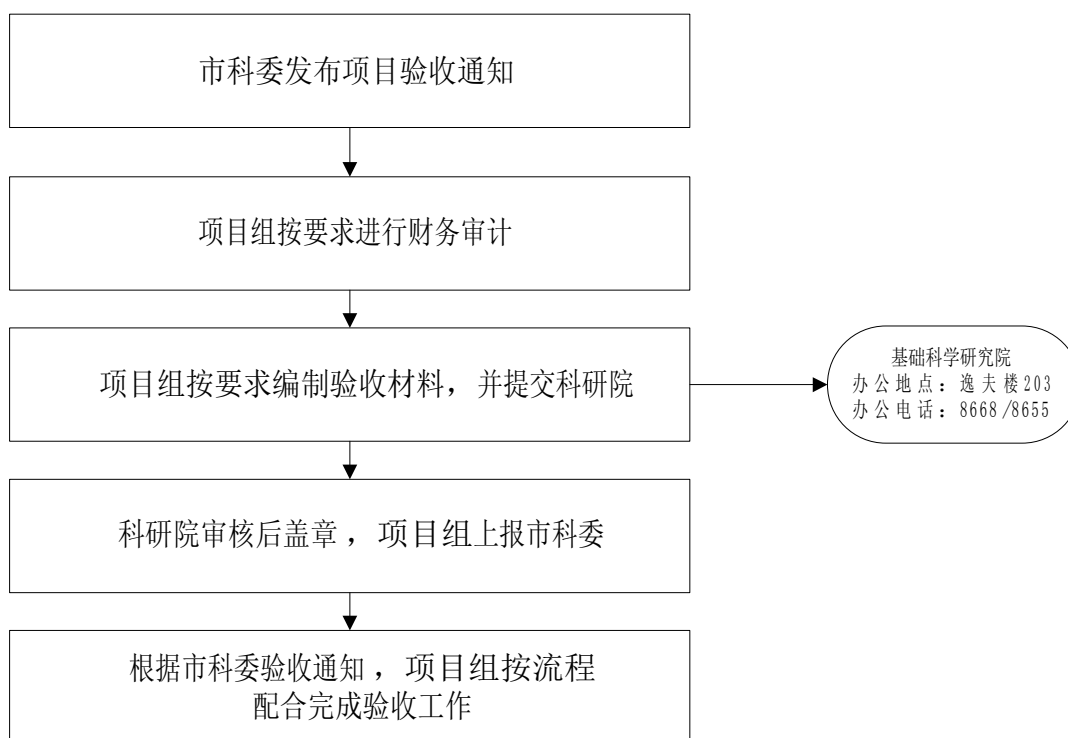 市科委发布项目验收通知
项目组按要求进行财务审计
项目组按要求编制验收材料，并提交科研院
基础科学研究院
办公地点：逸夫楼203
办公电话：8668/8655
科研院审核后盖章，项目组上报市科委
根据市科委验收通知，项目组按流程
配合完成验收工作